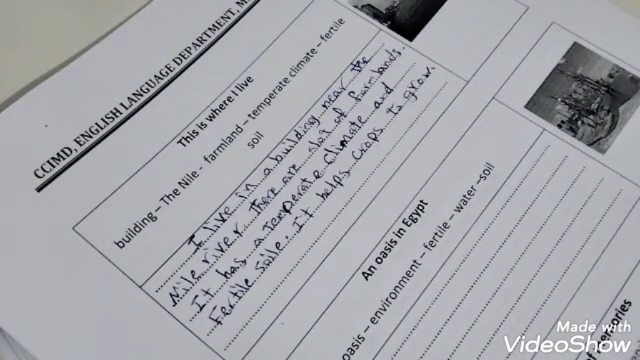 CCIMD, ENGLISH LANGUAGE DEPARTMENT, M
This is where I live
building – The Nile - farmland – temperate climate – fertile
soil
I live in a building near the
Nile river. There are a lot of farmlands.
It has a temperate climate and
Fertile Soile. It helps crops to grow
An oasis in Egypt
oasis – environment – fertile – water –soil
Made with
VideoShow